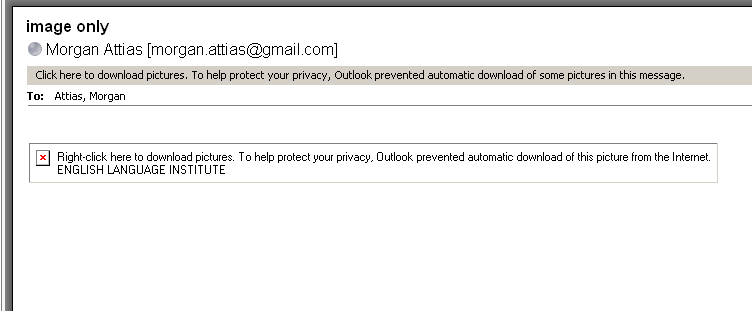 image only
Morgan Attias [morgan.attias@gmail.com]
Click here to download pictures. To help protect your privacy, Outlook prevented automatic download of some pictures in this message.
To: Attias, Morgan
Right-click here to download pictures. To help protect your privacy, Outlook prevented automatic download of this picture from the Internet.
ENGLISH LANGUAGE INSTITUTE